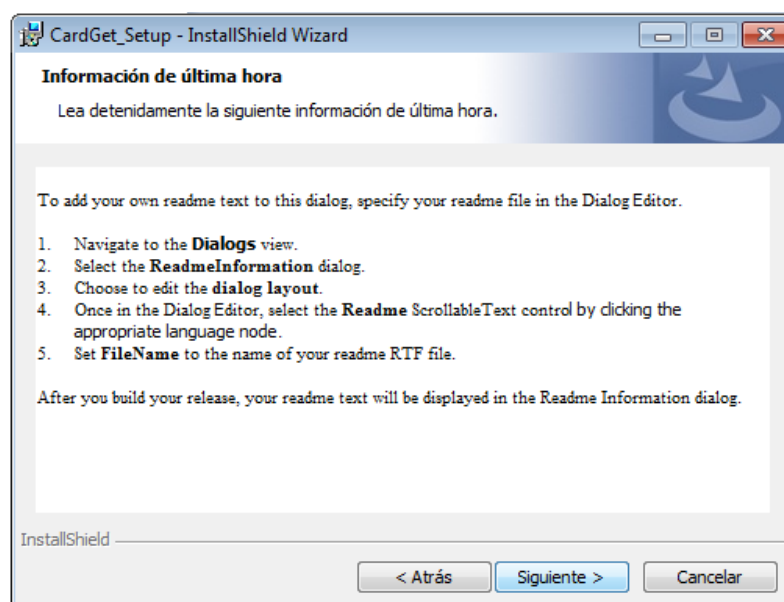 CardGet_Setup - InstallShield Wizard
Información de última hora
Lea detenidamente la siguiente información de última hora.
To add your own readme text to this dialog, specify your readme file in the Dialog Editor.
1. Navigate to the Dialogs view.
2. Select the ReadmeInformation dialog.
3. Choose to edit the dialog layout.
4. Once in the Dialog Editor, select the Readme ScrollableText control by clicking the
appropriate language node.
5. Set FileName to the name of your readme RTF file.
After you build your release, your readme text will be displayed in the Readme Information dialog.
InstallShield
< Atrás Siguiente > Cancelar